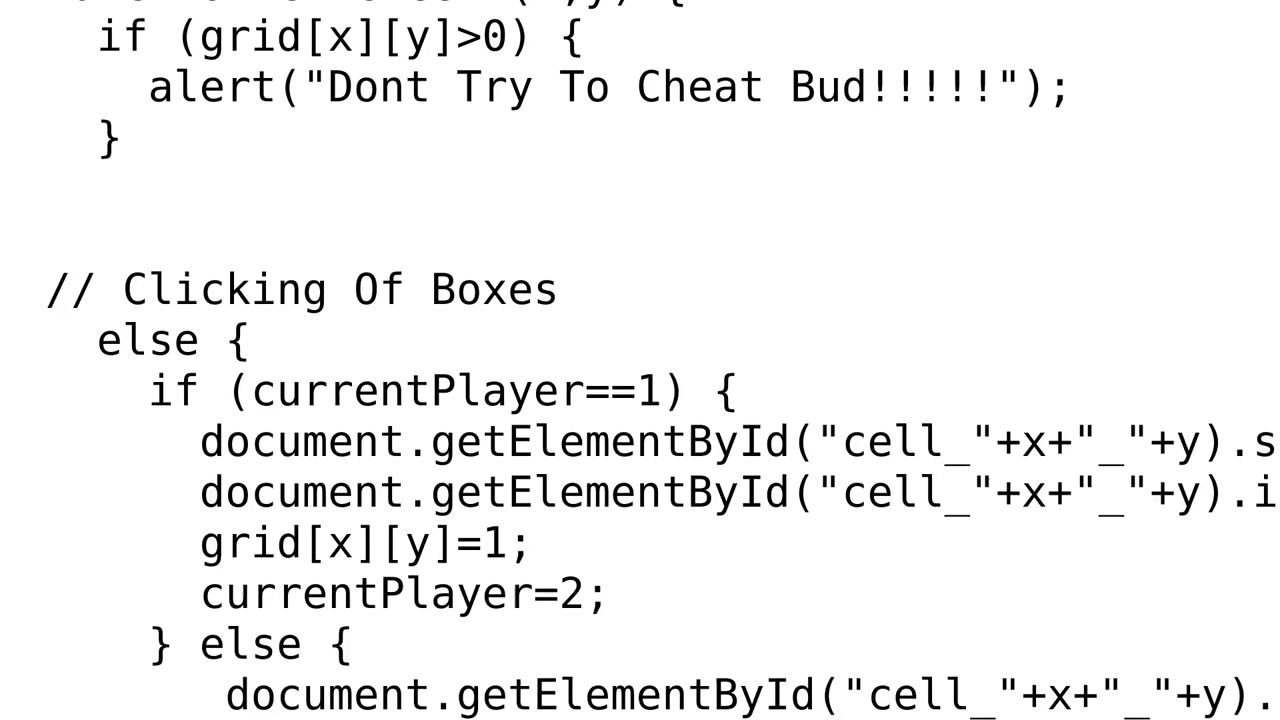 ,y) {
if (grid[x][y]>0) {
alert("Dont Try To Cheat Bud!!!!!");
}
// Clicking Of Boxes
else {
if (currentPlayer==1) {
document.getElementById("cell_"+x+"_"+y).s
document.getElementById("cell_"+x+"_"+y).i
grid[x][y]=1;
currentPlayer=2;
} else {
document.getElementById("cell_"+x+"_"+y).